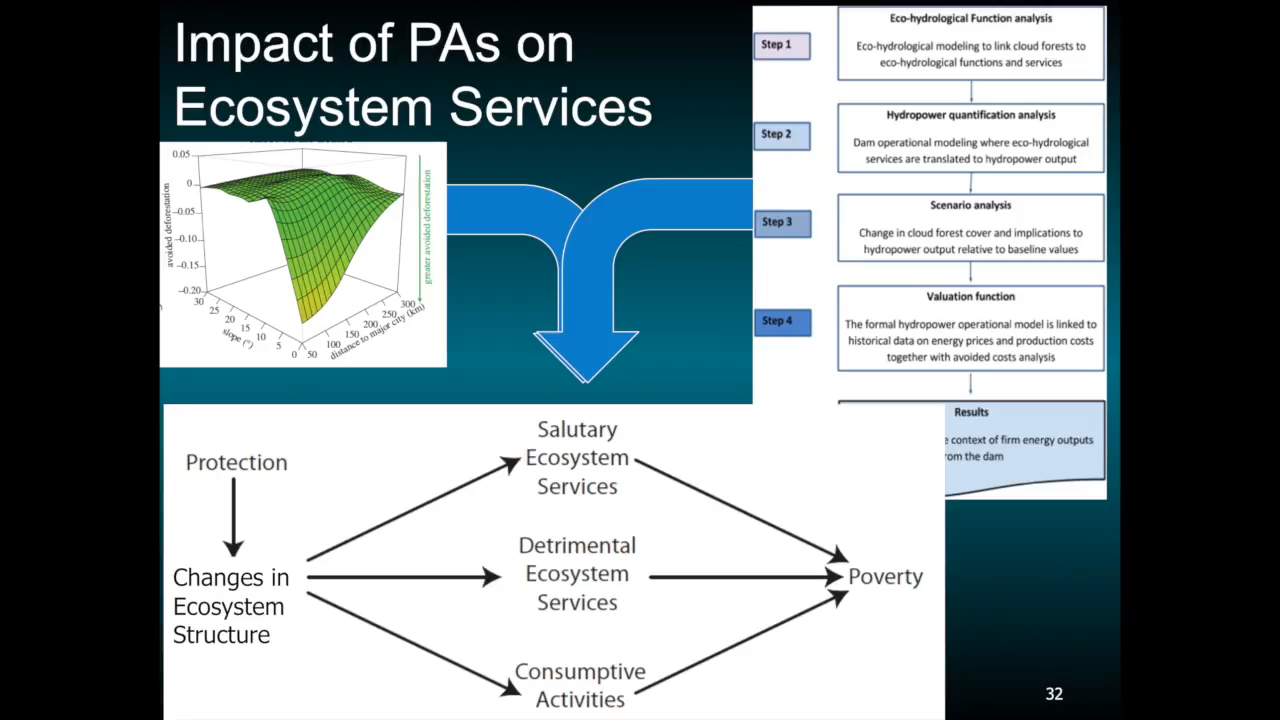 Impact of PAs on
Ecosystem Services
0.05
0
−0.05
−0.10
−0.15
−0.20
avoided deforestation
30
25
20
15
10
5
0
slope (°)
50
100
150
200
250
300
distance to major city (km)
greater avoided deforestation
Step 1
Eco-hydrological Function analysis
Eco-hydrological modeling to link cloud forests to
eco-hydrological functions and services
Step 2
Hydropower quantification analysis
Dam operational modeling where eco-hydrological
services are translated to hydropower output
Step 3
Scenario analysis
Change in cloud forest cover and implications to
hydropower output relative to baseline values
Step 4
Valuation function
The formal hydropower operational model is linked to
historical data on energy prices and production costs
together with avoided costs analysis
Results
context of firm energy outputs
from the dam
Protection
Changes in
Ecosystem
Structure
Salutary
Ecosystem
Services
Detrimental
Ecosystem
Services
Consumptive
Activities
Poverty
32